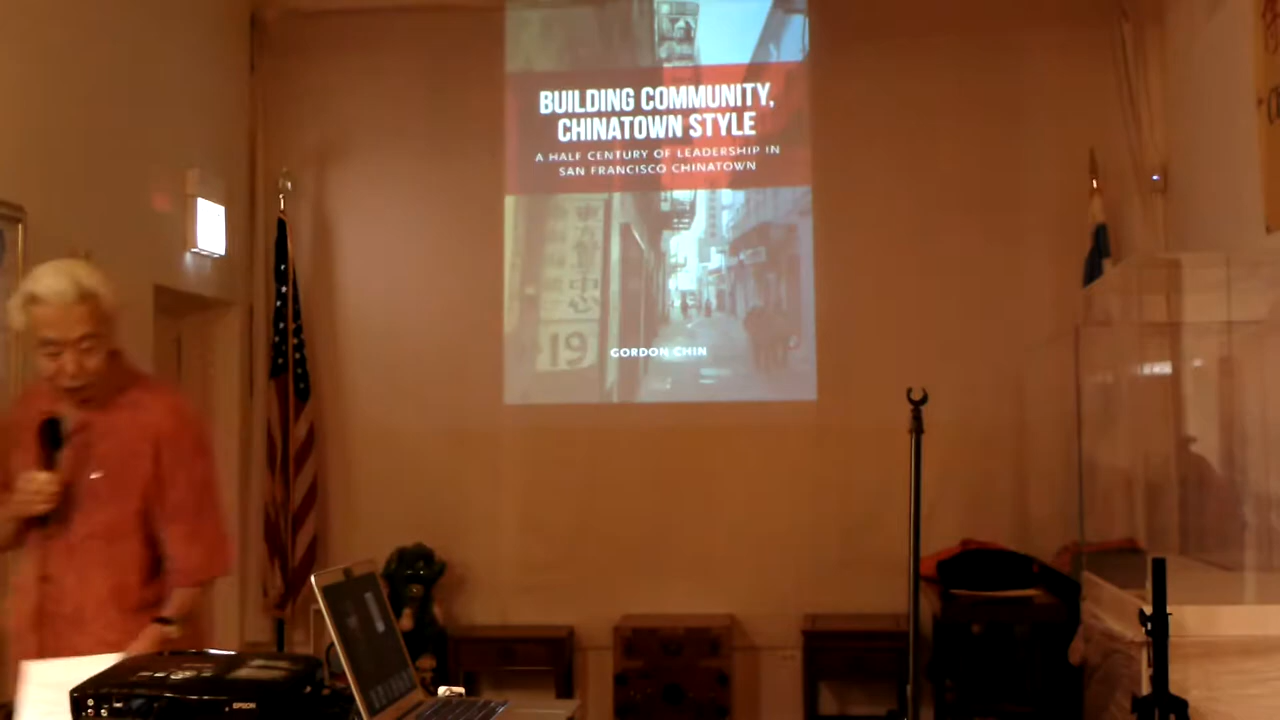 BUILDING COMMUNITY,
CHINATOWN STYLE
A HALF CENTURY OF LEADERSHIP IN
SAN FRANCISCO CHINATOWN
19
GORDON CHIN
EPSON